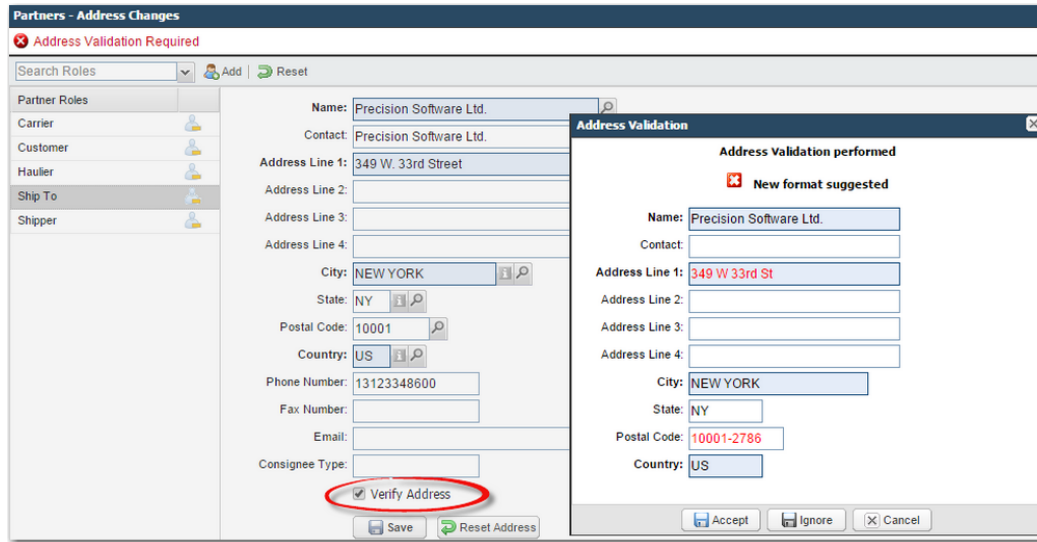 Partners - Address Changes
Address Validation Required
Search Roles Add Reset
Partner Roles
Carrier
Customer
Haulier
Ship To
Shipper
Name: Precision Software Ltd.
Contact: Precision Software Ltd.
Address Line 1: 349 W. 33rd Street
Address Line 2:
Address Line 3:
Address Line 4:
City: NEW YORK
State: NY
Postal Code: 10001
Country: US
Phone Number: 13123348600
Fax Number:
Email:
Consignee Type:
Verify Address
Save Reset Address
Address Validation
Address Validation performed
New format suggested
Name: Precision Software Ltd.
Contact:
Address Line 1: 349 W 33rd St
Address Line 2:
Address Line 3:
Address Line 4:
City: NEW YORK
State: NY
Postal Code: 10001-2786
Country: US
Accept Ignore Cancel